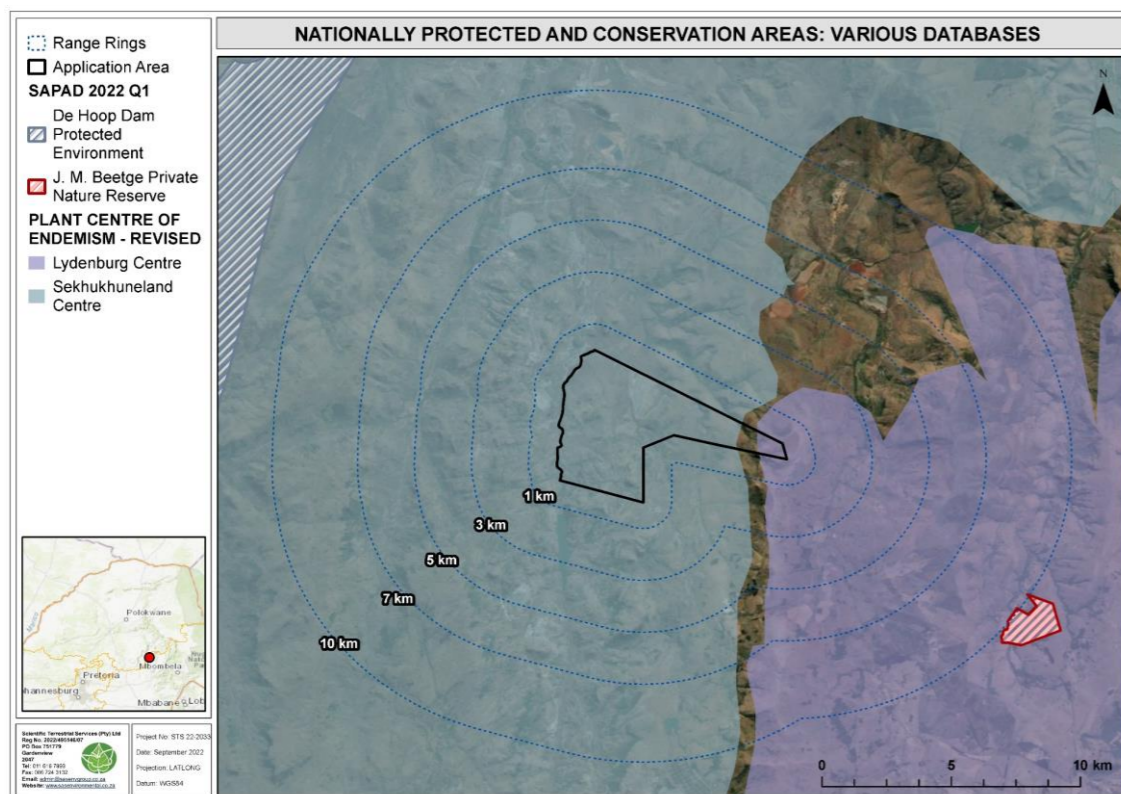 NATIONALLY PROTECTED AND CONSERVATION AREAS: VARIOUS DATABASES
Range Rings
Application Area
SAPAD 2022 Q1
De Hoop Dam
Protected
Environment
J. M. Beetge Private
Nature Reserve
PLANT CENTRE OF
ENDEMISM - REVISED
Lydenburg Centre
Sekhukhuneland
Centre
N
1 km
3 km
5 km
7 km
10 km
0 5 10 km
Polokwane
Mbombela
Pretoria
Mbabane
Scientific Terrestrial Services (Pty) Ltd
PO Box 751779
Gardenview
2047
Project No: STS 22-2033
Date: September 2022
Projection: LATLONG
Datum: WGS84